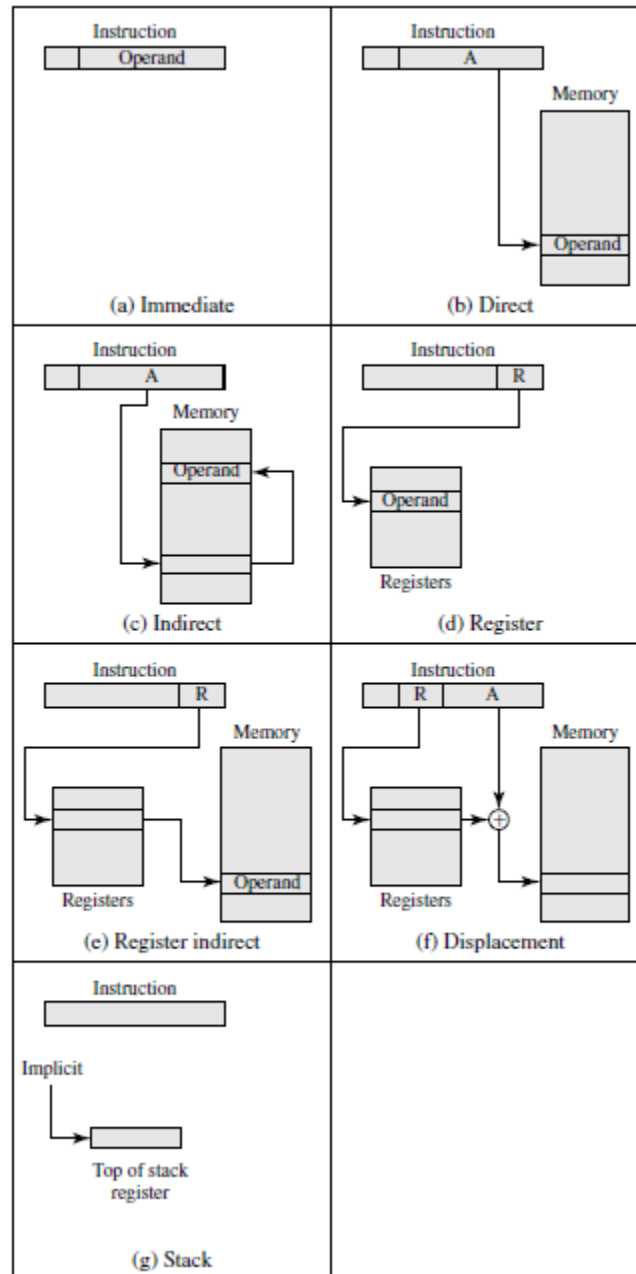 Instruction
Operand
(a) Immediate
Instruction
A
Memory
Operand
(b) Direct
Instruction
A
Memory
Operand
(c) Indirect
Instruction
R
Operand
Registers
(d) Register
Instruction
R
Memory
Operand
Registers
(e) Register indirect
Instruction
R A
Memory
+
Registers
(f) Displacement
Instruction
Implicit
Top of stack
register
(g) Stack